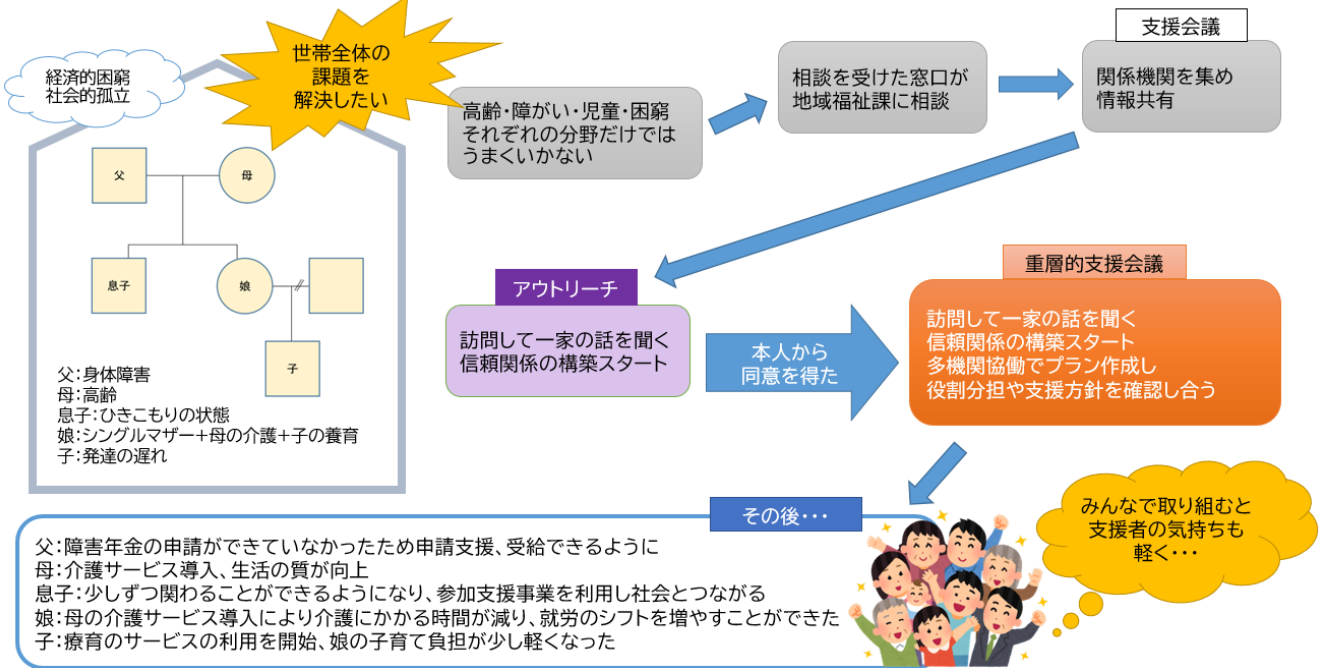 経済的困窮
社会的孤立
世帯全体の
課題を
解決したい
父
母
息子
娘
子
父:身体障害
母:高齢
息子:ひきこもりの状態
娘:シングルマザー+母の介護+子の養育
子:発達の遅れ
高齢・障がい・児童・困窮
それぞれの分野だけでは
うまくいかない
相談を受けた窓口が
地域福祉課に相談
支援会議
関係機関を集め
情報共有
アウトリーチ
訪問して一家の話を聞く
信頼関係の構築スタート
本人から
同意を得た
重層的支援会議
訪問して一家の話を聞く
信頼関係の構築スタート
多機関協働でプラン作成し
役割分担や支援方針を確認し合う
その後・・・
父:障害年金の申請ができていなかったため申請支援、受給できるように
母:介護サービス導入、生活の質が向上
息子:少しずつ関わることができるようになり、参加支援事業を利用し社会とつながる
娘:母の介護サービス導入により介護にかかる時間が減り、就労のシフトを増やすことができた
子:療育のサービスの利用を開始、娘の子育て負担が少し軽くなった
みんなで取り組むと
支援者の気持ちも
軽く・・・